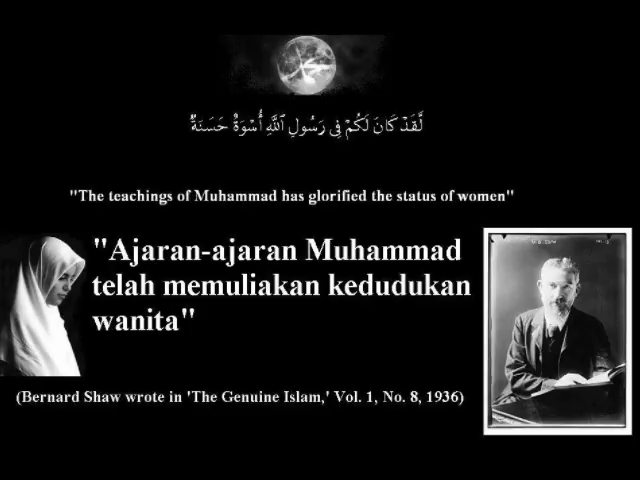 لَّقَدْ كَانَ لَكُمْ فِى رَسُولِ ٱللَّهِ أُسْوَةٌ حَسَنَةٌ
"The teachings of Muhammad has glorified the status of women"
"Ajaran-ajaran Muhammad
telah memuliakan kedudukan
wanita"
(Bernard Shaw wrote in 'The Genuine Islam,' Vol. 1, No. 8, 1936)